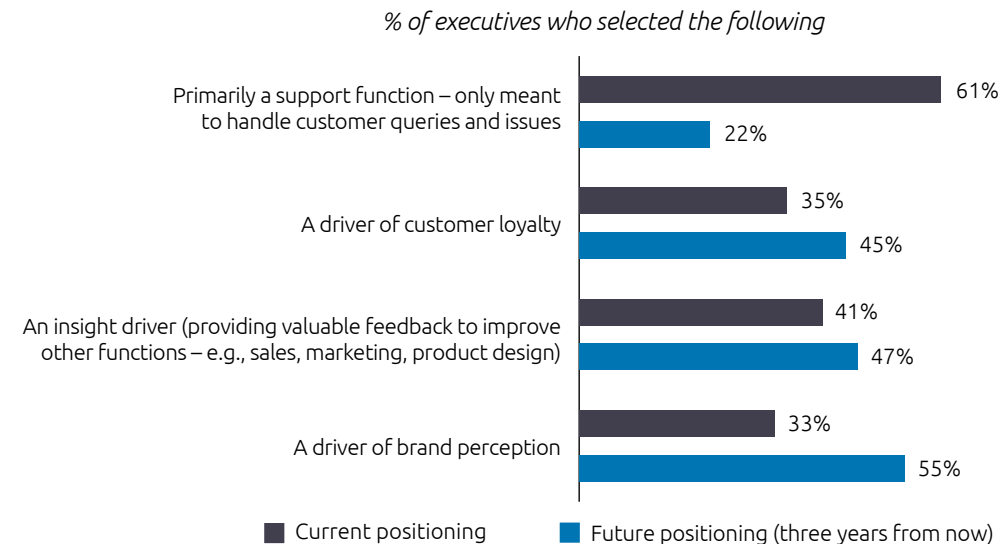 % of executives who selected the following
Primarily a support function – only meant
to handle customer queries and issues
61%
22%
A driver of customer loyalty
35%
45%
An insight driver (providing valuable feedback to improve
other functions – e.g., sales, marketing, product design)
41%
47%
A driver of brand perception
33%
55%
Current positioning
Future positioning (three years from now)